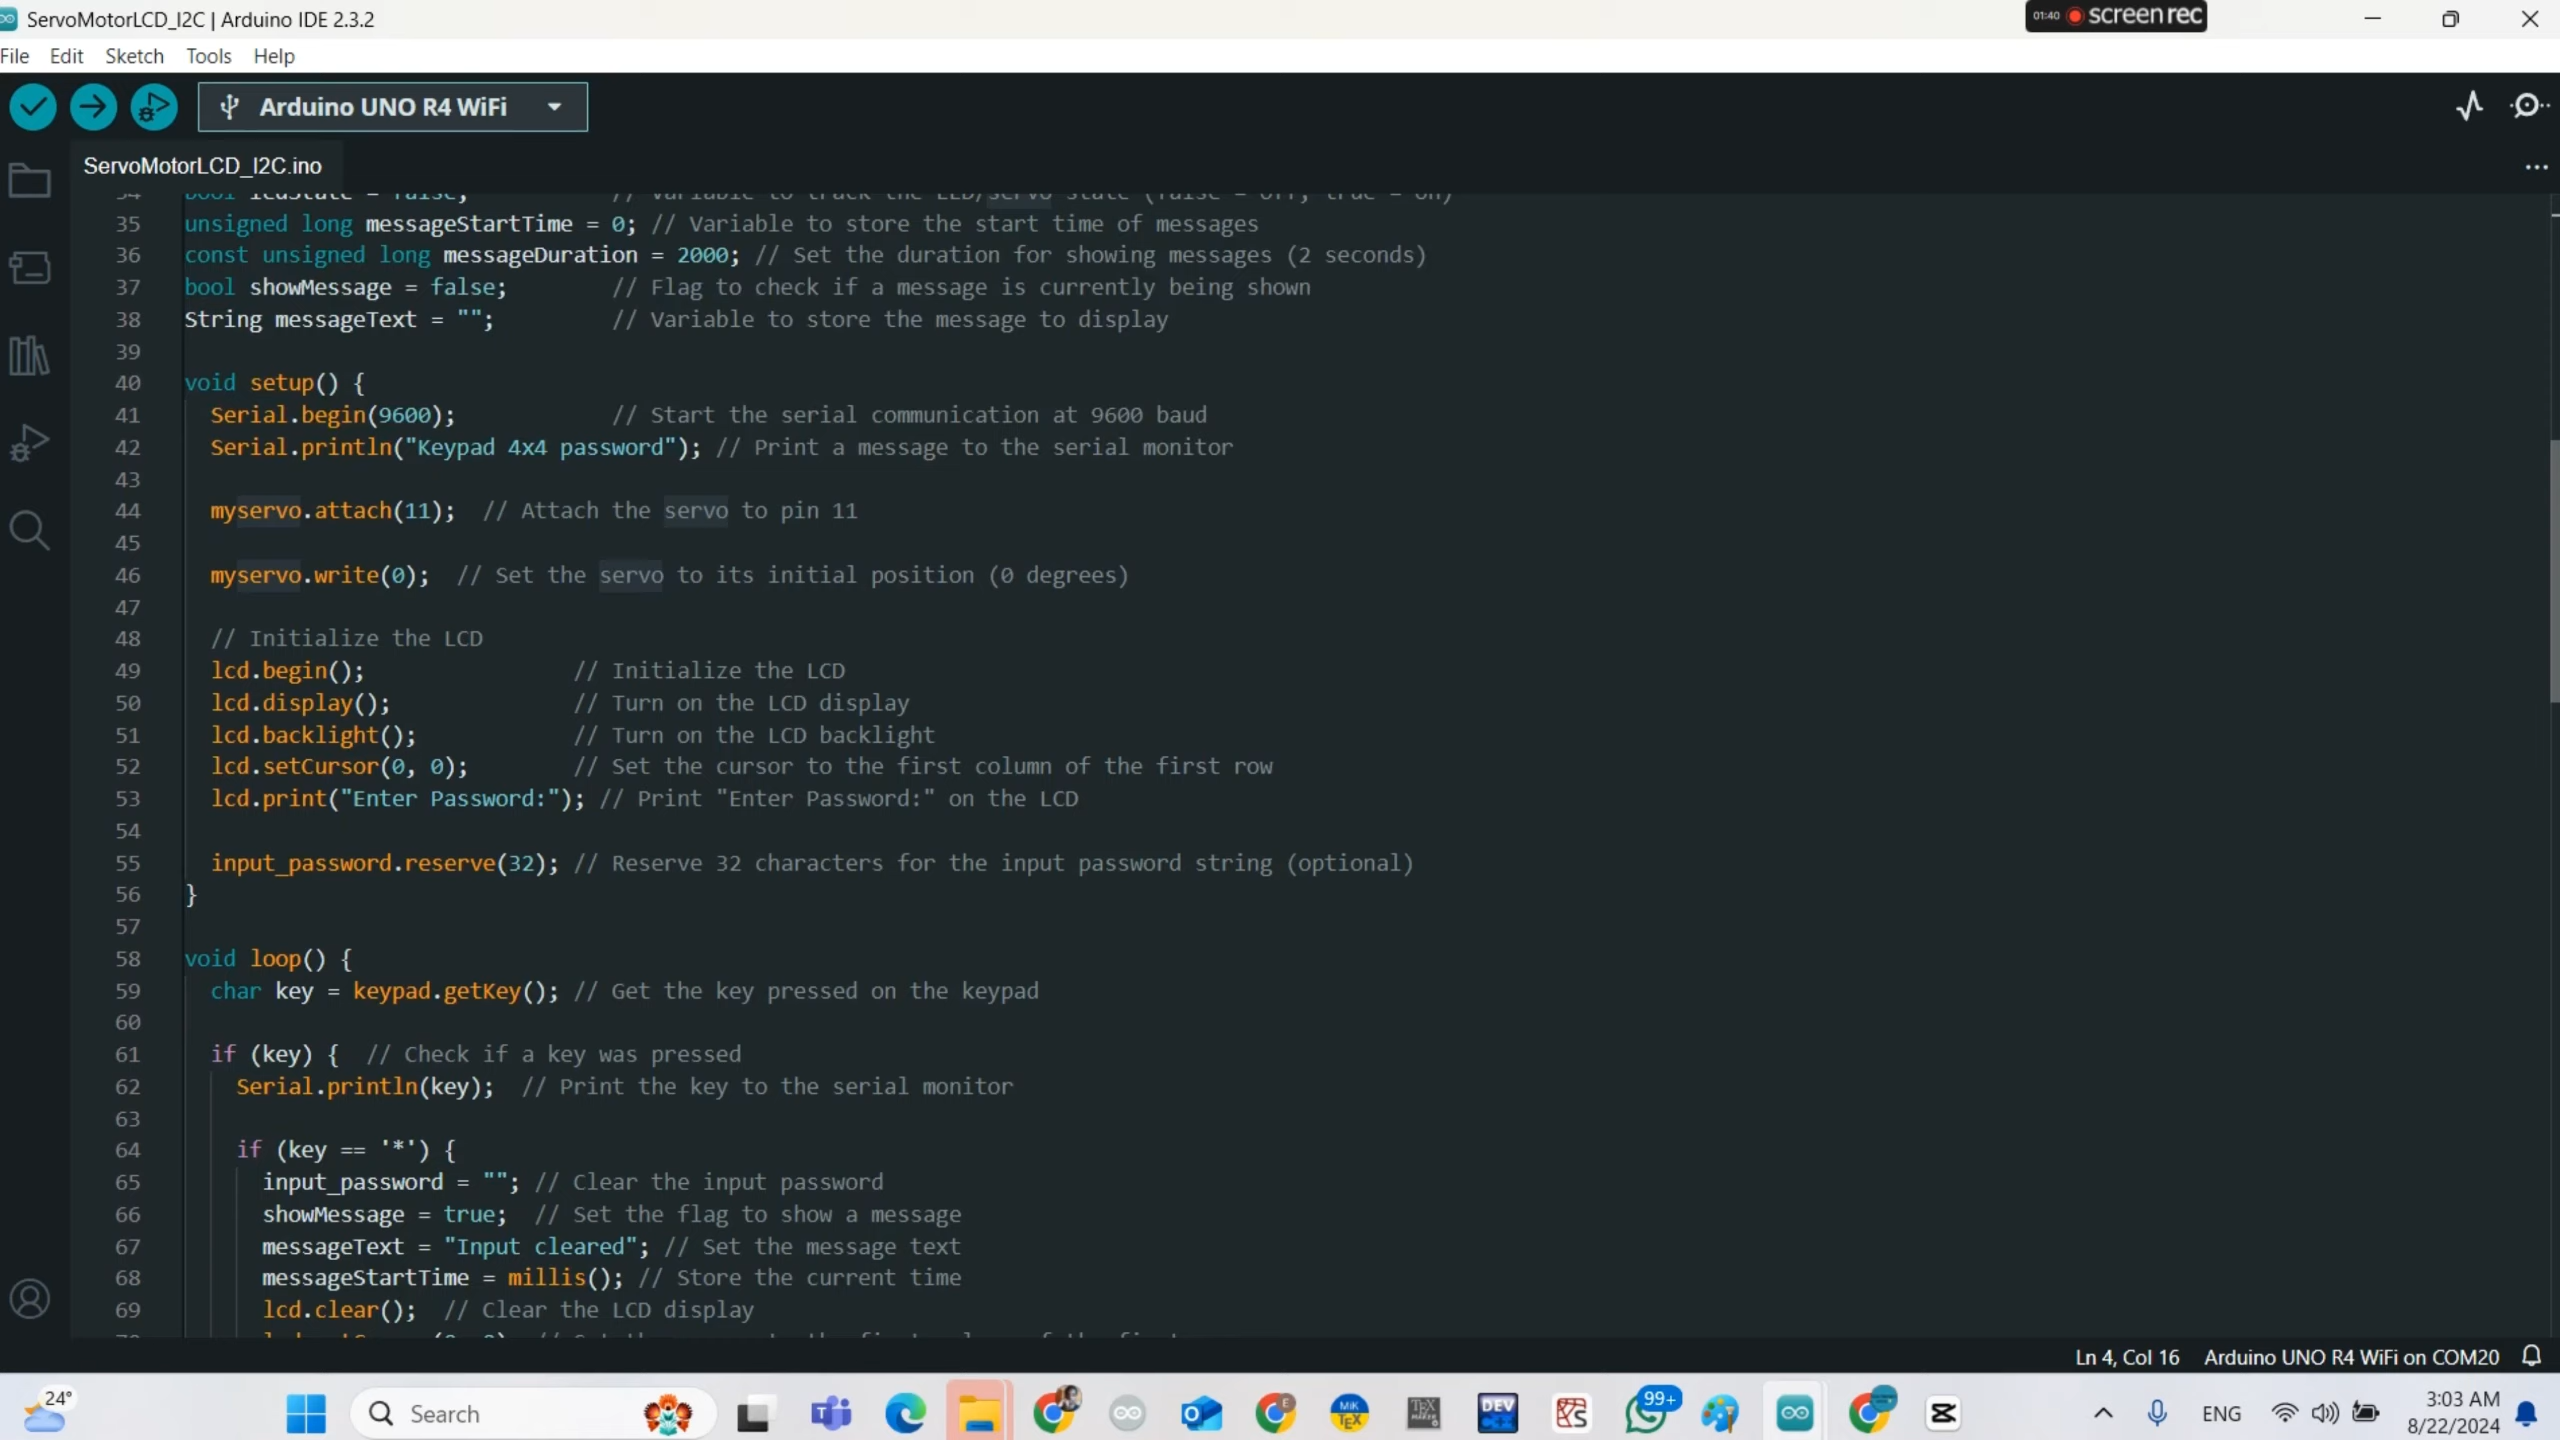 ServoMotorLCD_I2C | Arduino IDE 2.3.2
01:40 screen rec
File Edit Sketch Tools Help
Arduino UNO R4 WiFi
ServoMotorLCD_I2C.ino
35 unsigned long messageStartTime = 0; // Variable to store the start time of messages
36 const unsigned long messageDuration = 2000; // Set the duration for showing messages (2 seconds)
37 bool showMessage = false; // Flag to check if a message is currently being shown
38 String messageText = ""; // Variable to store the message to display
39
40 void setup() {
41 Serial.begin(9600); // Start the serial communication at 9600 baud
42 Serial.println("Keypad 4x4 password"); // Print a message to the serial monitor
43
44 myservo.attach(11); // Attach the servo to pin 11
45
46 myservo.write(0); // Set the servo to its initial position (0 degrees)
47
48 // Initialize the LCD
49 lcd.begin(); // Initialize the LCD
50 lcd.display(); // Turn on the LCD display
51 lcd.backlight(); // Turn on the LCD backlight
52 lcd.setCursor(0, 0); // Set the cursor to the first column of the first row
53 lcd.print("Enter Password:"); // Print "Enter Password:" on the LCD
54
55 input_password.reserve(32); // Reserve 32 characters for the input password string (optional)
56 }
57
58 void loop() {
59 char key = keypad.getKey(); // Get the key pressed on the keypad
60
61 if (key) { // Check if a key was pressed
62 Serial.println(key); // Print the key to the serial monitor
63
64 if (key == '*') {
65 input_password = ""; // Clear the input password
66 showMessage = true; // Set the flag to show a message
67 messageText = "Input cleared"; // Set the message text
68 messageStartTime = millis(); // Store the current time
69 lcd.clear(); // Clear the LCD display
Ln 4, Col 16 Arduino UNO R4 WiFi on COM20
24°
Search
MiK TEX
TEX
DEV C++
99+
ENG
3:03 AM
8/22/2024